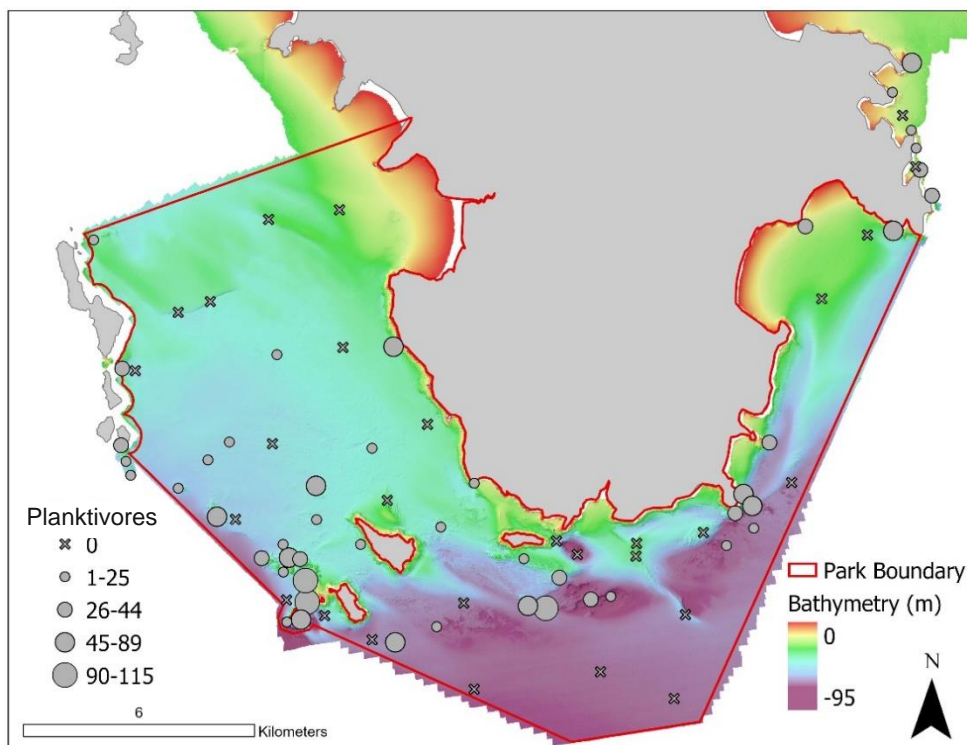 Planktivores
0
1-25
26-44
45-89
90-115
6
Kilometers
Park Boundary
Bathymetry (m)
0
-95
N